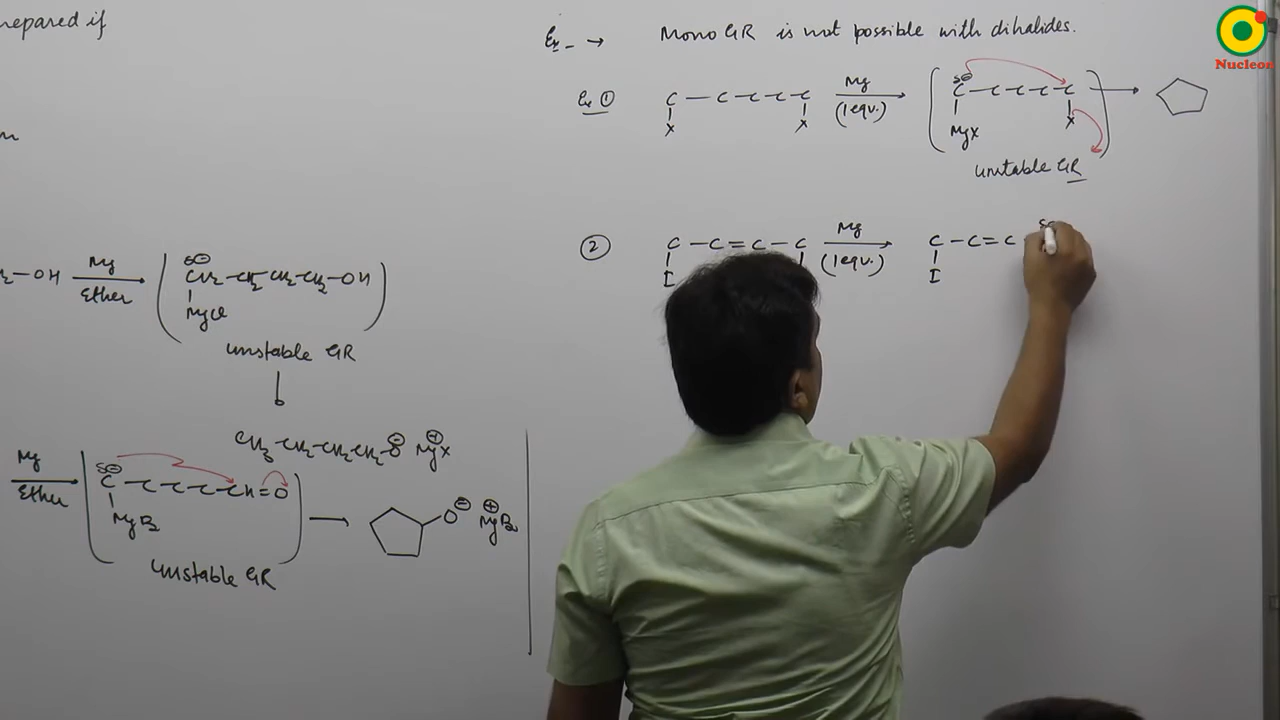 repared if
Ex - → Mono GR is not possible with dihalides.
Nucleon
Ex ① C — C — C — C — C Mg (1 eqv.) C — C — C — C — C
X X MgX X
unstable GR
② C — C = C — C Mg (1 eqv.) C — C = C
I I
— OH Mg Ether CH2 — CH2 — CH2 — CH2 — OH
MgCl
unstable GR
CH3 — CH2 — CH2 — CH2 — O⊖ MgX
Mg Ether C — C — C — C — CH = O → O⊖ MgBr
MgBr
unstable GR